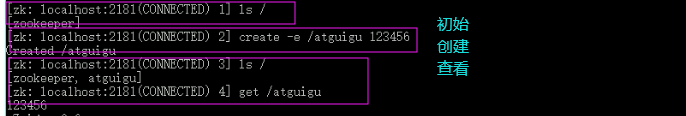 [zk: localhost:2181(CONNECTED) 1] ls /
[zookeeper]
[zk: localhost:2181(CONNECTED) 2] create -e /atguigu 123456
Created /atguigu
[zk: localhost:2181(CONNECTED) 3] ls /
[zookeeper, atguigu]
[zk: localhost:2181(CONNECTED) 4] get /atguigu
123456
初始
创建
查看